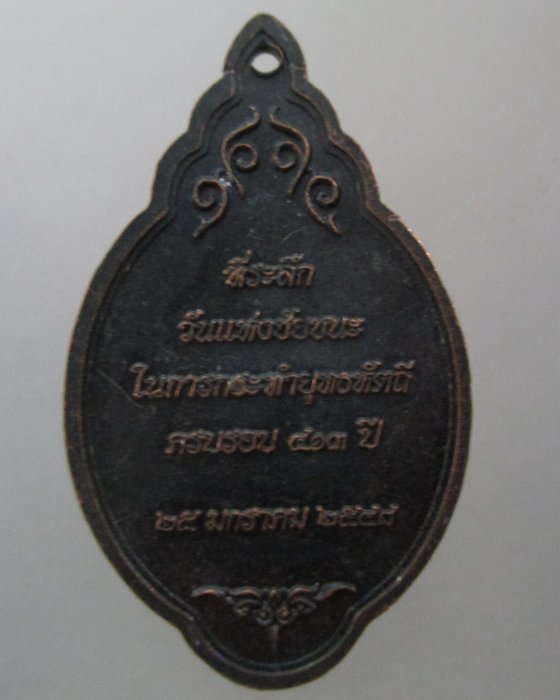 ที่ระลึก
วันแห่งชัยชนะ
ในการกระทำยุทธหัตถี
ครบรอบ ๔๑๓ ปี
๒๕ มกราคม ๒๕๔๘